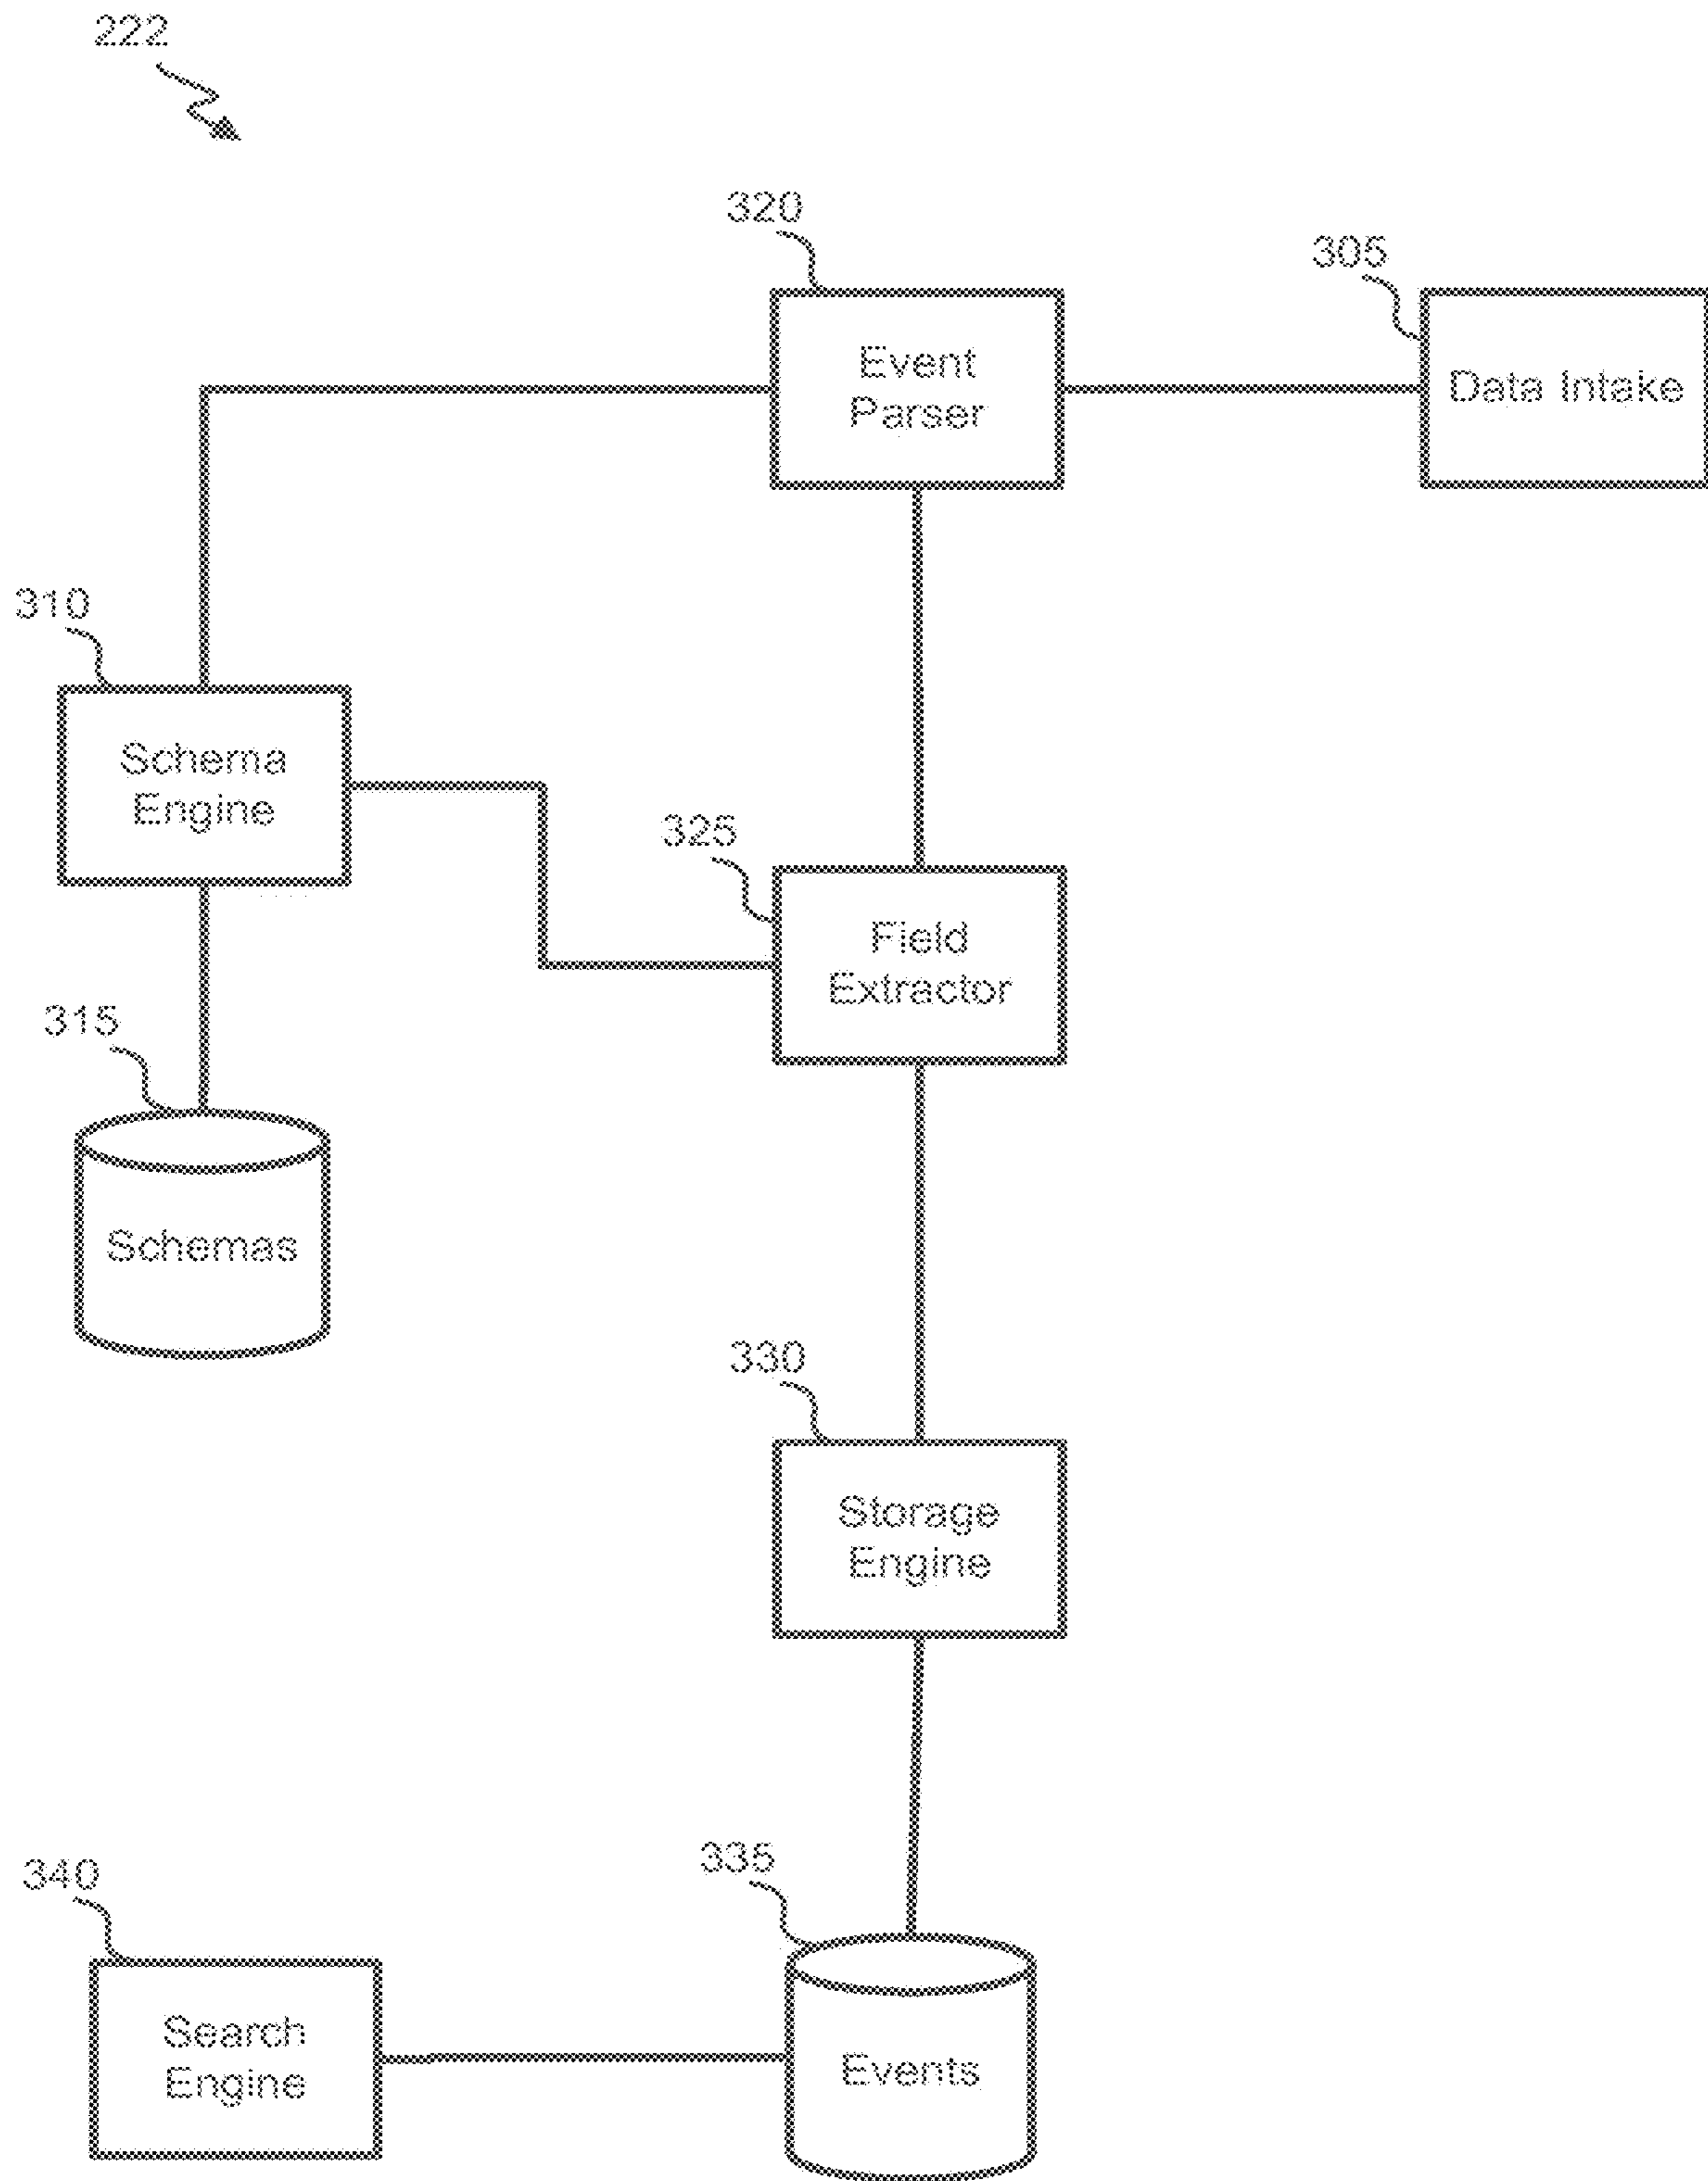 222
320
305
Event
Parser
Data Intake
310
Schema
Engine
325
Field
Extractor
315
Schemas
330
Storage
Engine
340
335
Search
Engine
Events